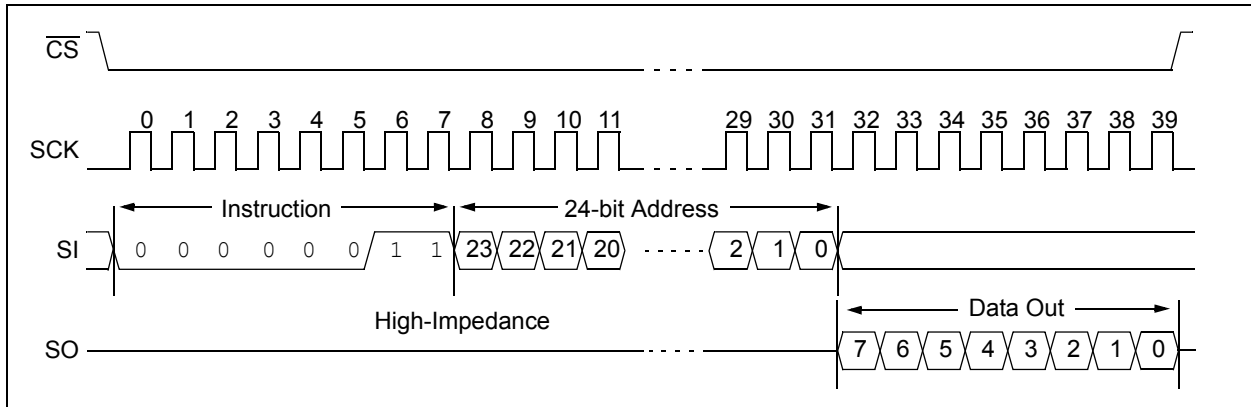 CS
0 1 2 3 4 5 6 7 8 9 10 11 29 30 31 32 33 34 35 36 37 38 39
SCK
Instruction 24-bit Address
SI 0 0 0 0 0 0 1 1 23 22 21 20 2 1 0
Data Out
High-Impedance
SO 7 6 5 4 3 2 1 0